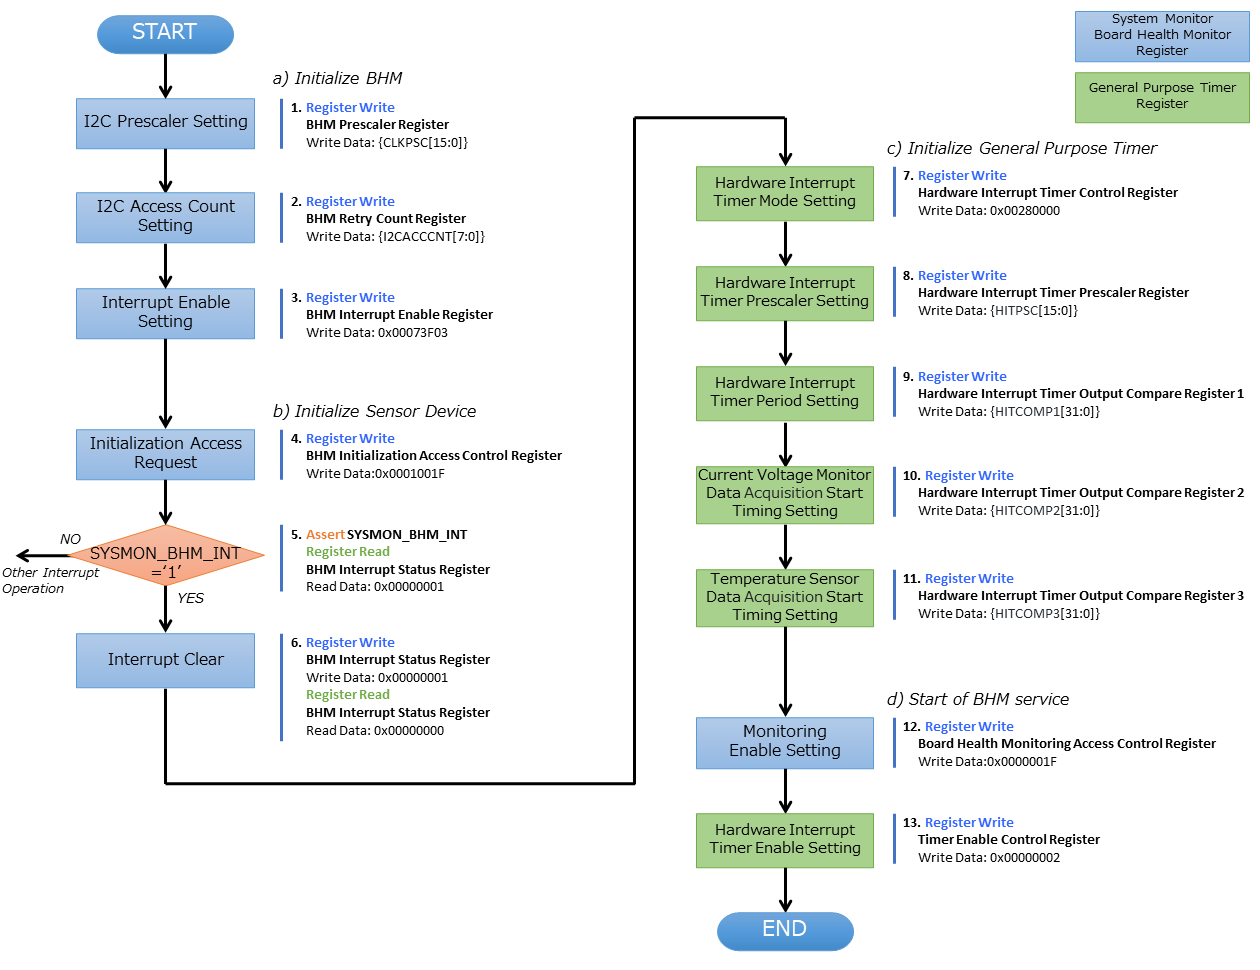 START
a) Initialize BHM
I2C Prescaler Setting
1. Register Write
BHM Prescaler Register
Write Data: {CLKPSC[15:0]}
I2C Access Count
Setting
2. Register Write
BHM Retry Count Register
Write Data: {I2CACCCNT[7:0]}
Interrupt Enable
Setting
3. Register Write
BHM Interrupt Enable Register
Write Data: 0x00073F03
b) Initialize Sensor Device
Initialization Access
Request
4. Register Write
BHM Initialization Access Control Register
Write Data:0x0001001F
NO
SYSMON_BHM_INT
=‘1’
Other Interrupt
Operation
YES
5. Assert SYSMON_BHM_INT
Register Read
BHM Interrupt Status Register
Read Data: 0x00000001
Interrupt Clear
6. Register Write
BHM Interrupt Status Register
Write Data: 0x00000001
Register Read
BHM Interrupt Status Register
Read Data: 0x00000000
System Monitor
Board Health Monitor
Register
General Purpose Timer
Register
c) Initialize General Purpose Timer
Hardware Interrupt
Timer Mode Setting
7. Register Write
Hardware Interrupt Timer Control Register
Write Data: 0x00280000
Hardware Interrupt
Timer Prescaler Setting
8. Register Write
Hardware Interrupt Timer Prescaler Register
Write Data: {HITPSC[15:0]}
Hardware Interrupt
Timer Period Setting
9. Register Write
Hardware Interrupt Timer Output Compare Register 1
Write Data: {HITCOMP1[31:0]}
Current Voltage Monitor
Data Acquisition Start
Timing Setting
10. Register Write
Hardware Interrupt Timer Output Compare Register 2
Write Data: {HITCOMP2[31:0]}
Temperature Sensor
Data Acquisition Start
Timing Setting
11. Register Write
Hardware Interrupt Timer Output Compare Register 3
Write Data: {HITCOMP3[31:0]}
d) Start of BHM service
Monitoring
Enable Setting
12. Register Write
Board Health Monitoring Access Control Register
Write Data:0x0000001F
Hardware Interrupt
Timer Enable Setting
13. Register Write
Timer Enable Control Register
Write Data: 0x00000002
END